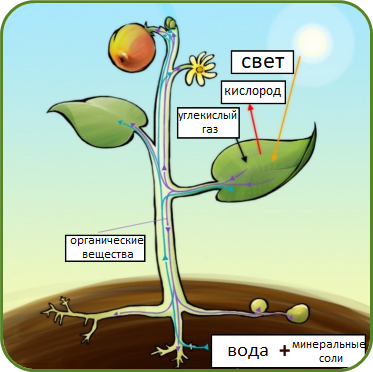 свет
кислород
углекислый
газ
органические
вещества
вода + минеральные
соли